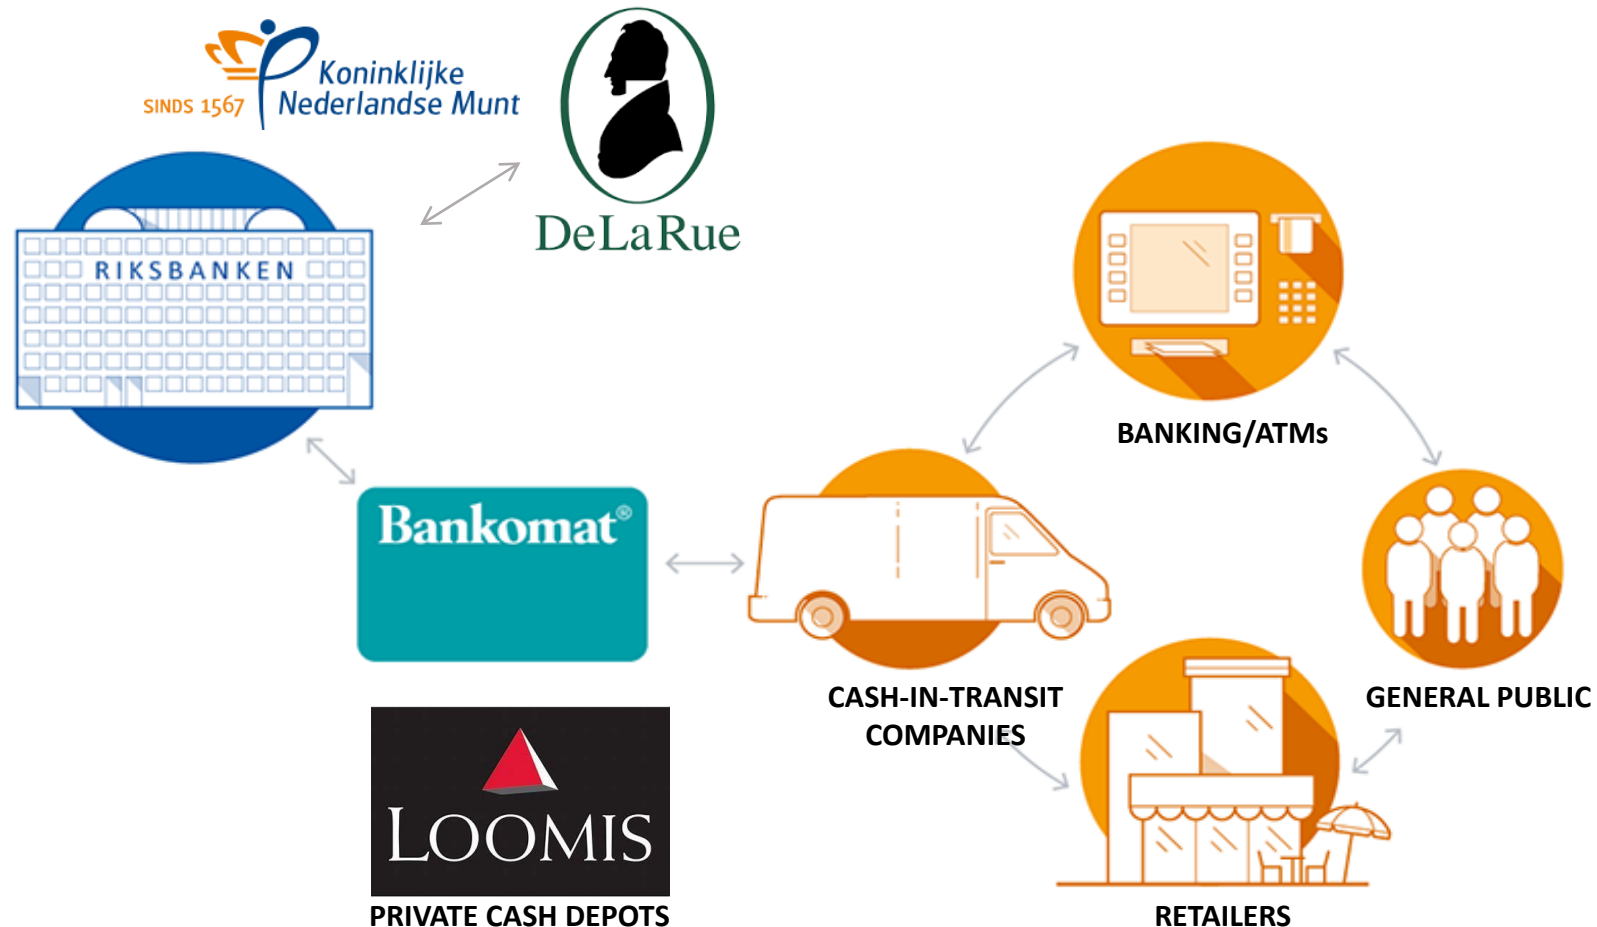 Koninklijke
SINDS 1567 Nederlandse Munt
DeLaRue
RIKSBANKEN
BANKING/ATMs
Bankomat®
CASH-IN-TRANSIT
COMPANIES
GENERAL PUBLIC
LOOMIS
PRIVATE CASH DEPOTS
RETAILERS